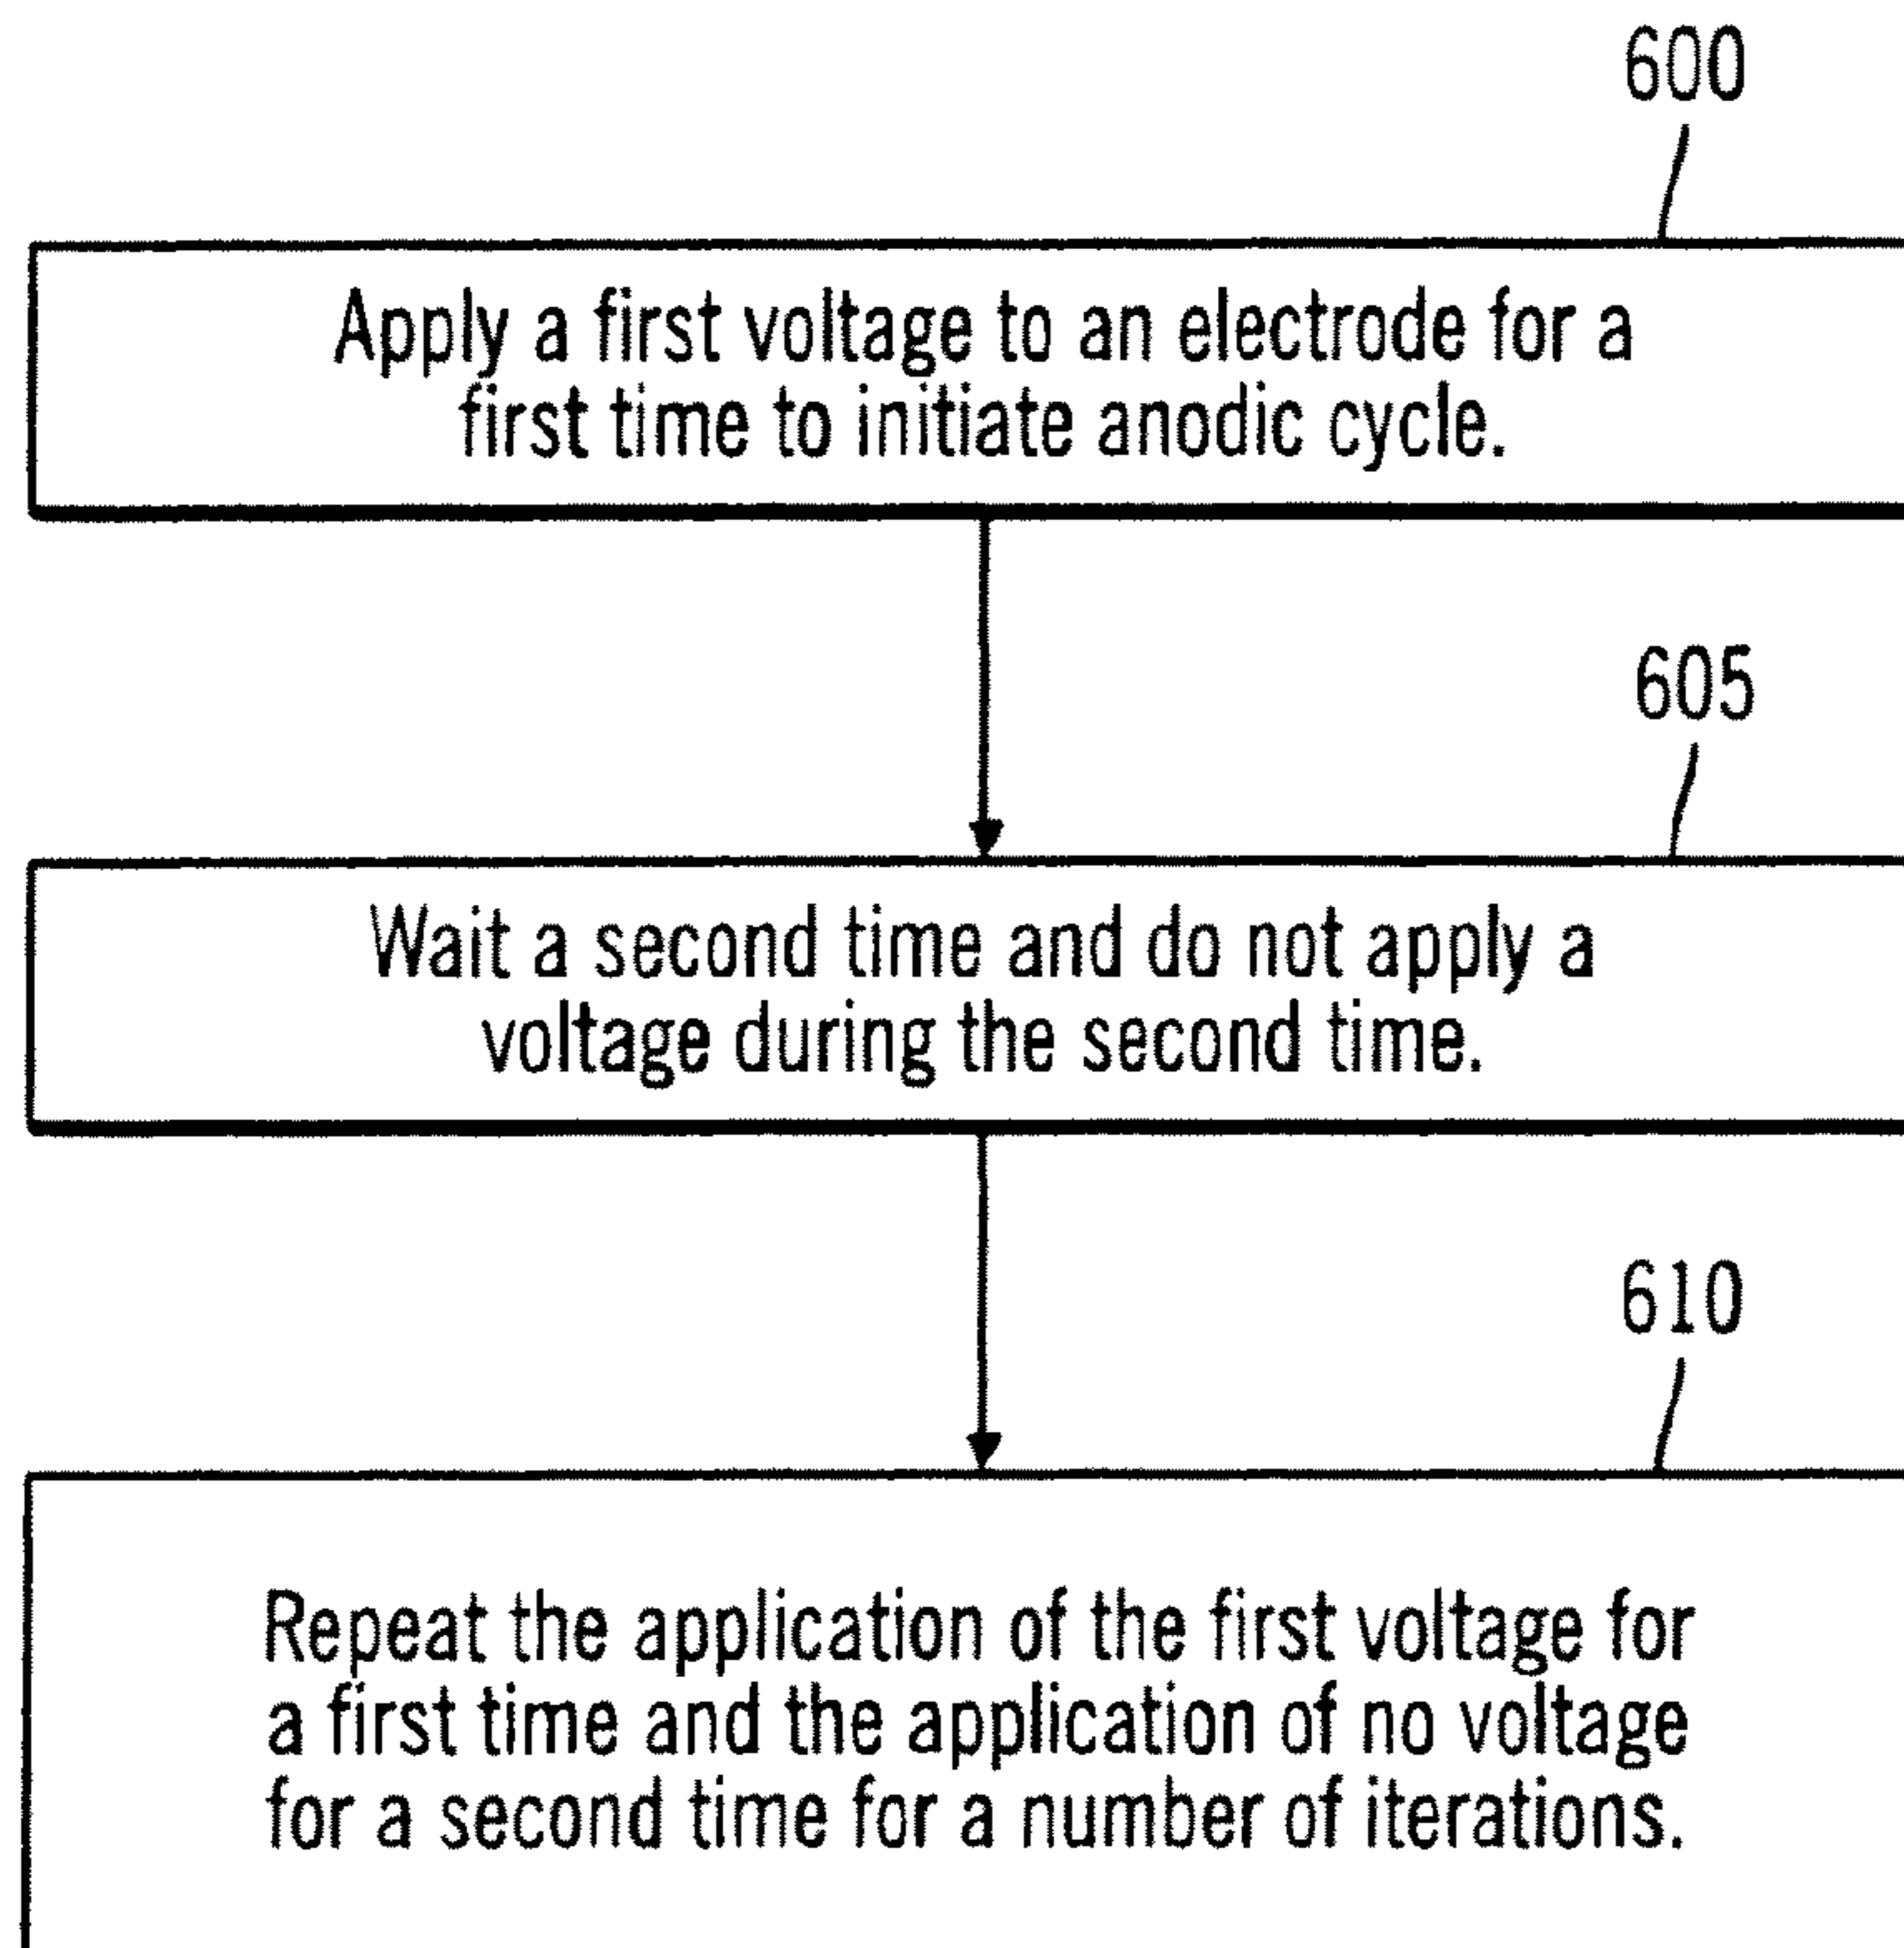 600
Apply a first voltage to an electrode for a
first time to initiate anodic cycle.
605
Wait a second time and do not apply a
voltage during the second time.
610
Repeat the application of the first voltage for
a first time and the application of no voltage
for a second time for a number of iterations.